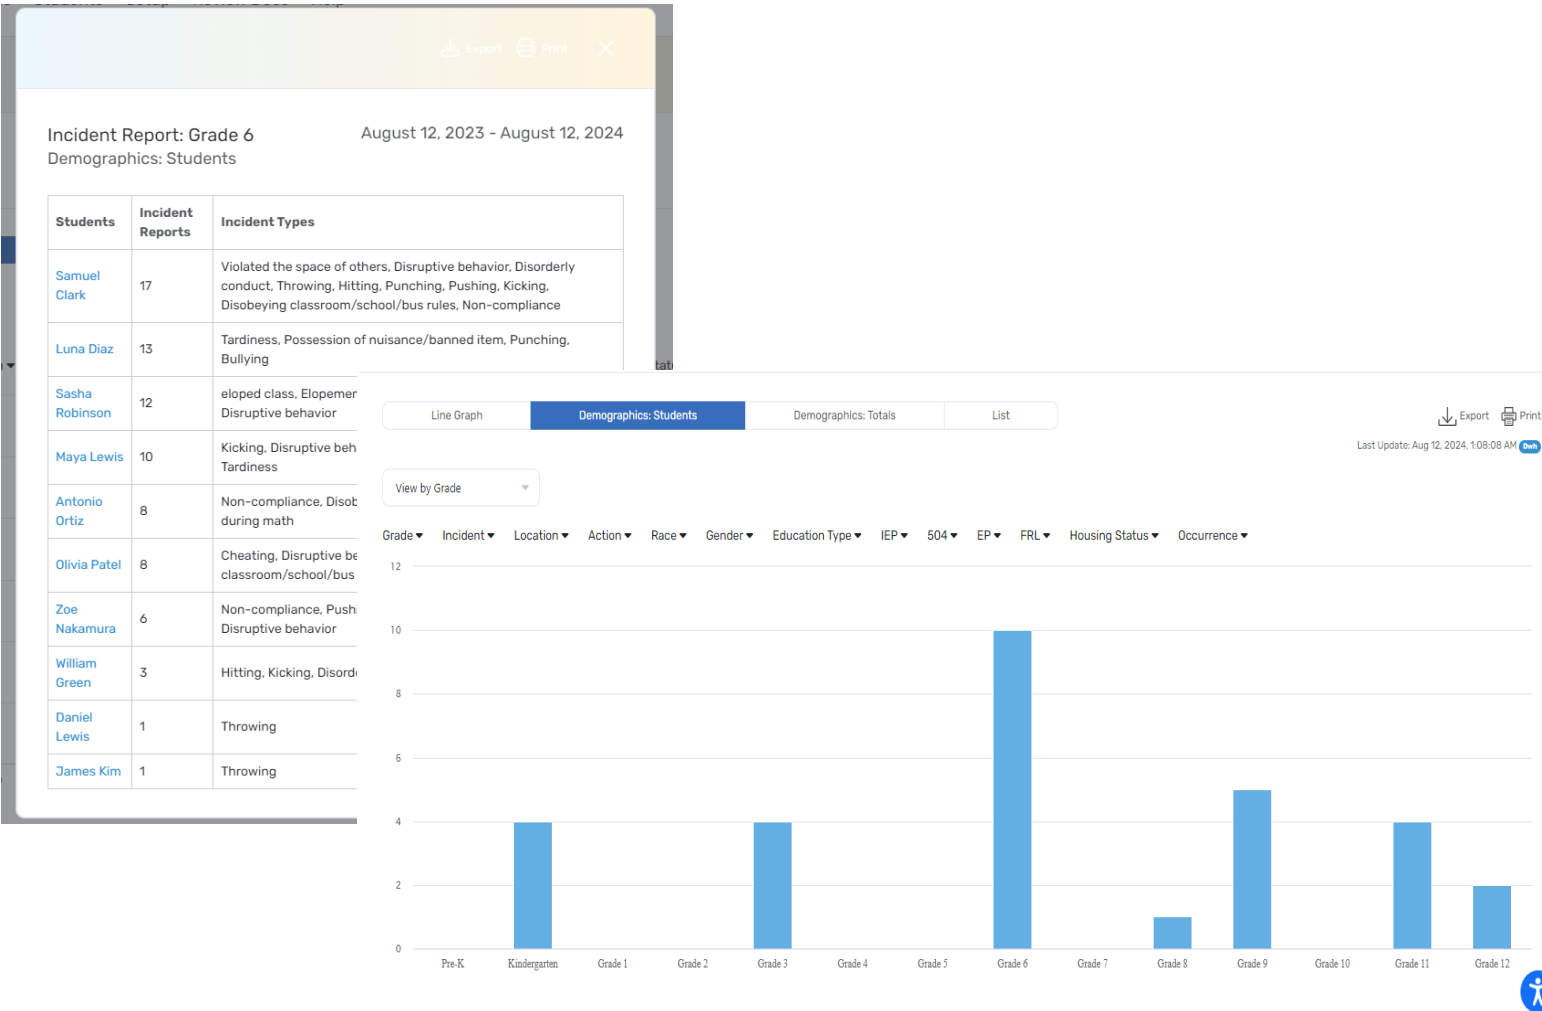 Export Print
Incident Report: Grade 6
August 12, 2023 - August 12, 2024
Demographics: Students
Students
Incident
Reports
Incident Types
Samuel
Clark
17
Violated the space of others, Disruptive behavior, Disorderly
conduct, Throwing, Hitting, Punching, Pushing, Kicking,
Disobeying classroom/school/bus rules, Non-compliance
Luna Diaz
13
Tardiness, Possession of nuisance/banned item, Punching,
Bullying
Sasha
Robinson
12
eloped class,
Disruptive behavior
Maya Lewis
10
Kicking, Disruptive
Tardiness
Antonio
Ortiz
8
Non-compliance,
during math
Olivia Patel
8
Cheating, Disruptive
classroom/school/bus
Zoe
Nakamura
6
Non-compliance,
Disruptive behavior
William
Green
3
Hitting, Kicking,
Daniel
Lewis
1
Throwing
James Kim
1
Throwing
Line Graph
Demographics: Students
Demographics: Totals
List
Export
Print
Last Update: Aug 12, 2024, 1:08:08 AM Dwh
View by Grade
Grade Incident Location Action Race Gender Education Type IEP 504 EP FRL Housing Status Occurrence
12
10
8
6
4
2
0
Pre-K Kindergarten Grade 1 Grade 2 Grade 3 Grade 4 Grade 5 Grade 6 Grade 7 Grade 8 Grade 9 Grade 10 Grade 11 Grade 12